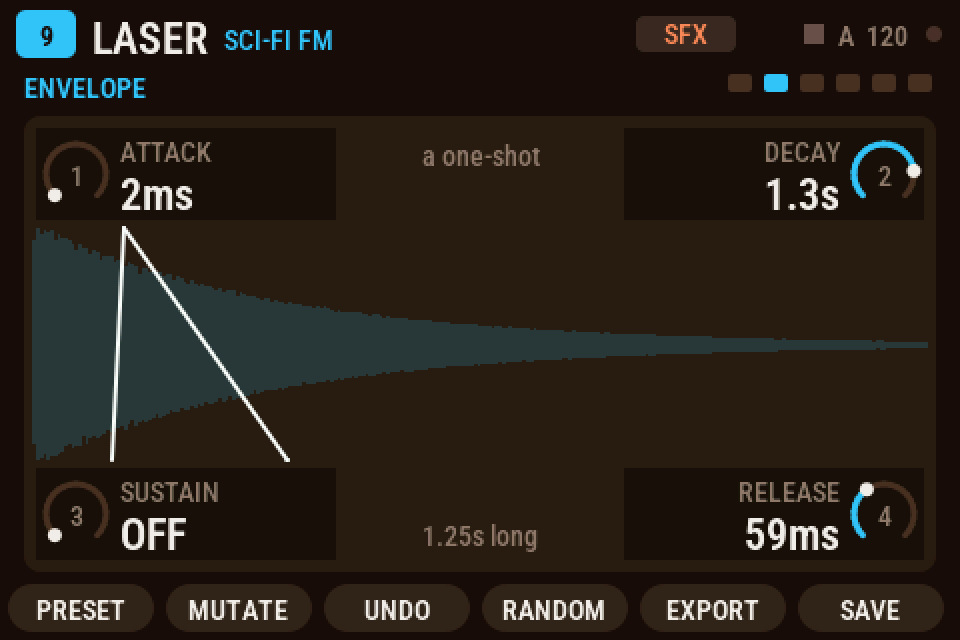 9 LASER SCI-FI FM SFX A 120
ENVELOPE
1 ATTACK 2ms
a one-shot
DECAY 1.3s 2
3 SUSTAIN OFF
1.25s long
RELEASE 59ms 4
PRESET MUTATE UNDO RANDOM EXPORT SAVE